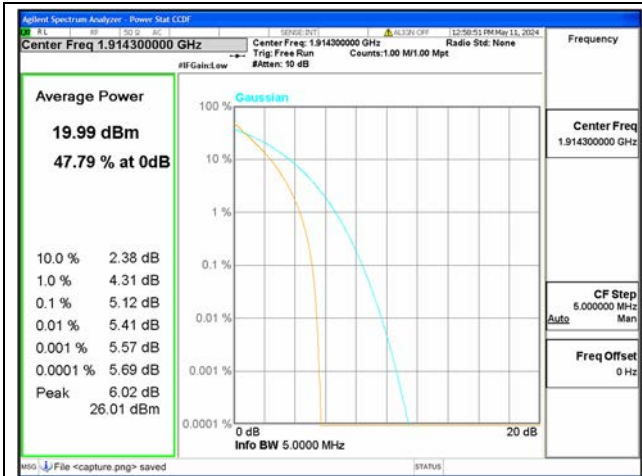 Agilent Spectrum Analyzer - Power Stat CCDF
RL RF 50 Ω AC SENSE:INT ALIGN OFF 12:58:51 PM May 11, 2024
Center Freq 1.914300000 GHz
Center Freq: 1.914300000 GHz Radio Std: None
Trig: Free Run Counts:1.00 M/1.00 Mpt
#IFGain:Low #Atten: 10 dB
Frequency
Average Power
19.99 dBm
47.79 % at 0dB
10.0 % 2.38 dB
1.0 % 4.31 dB
0.1 % 5.12 dB
0.01 % 5.41 dB
0.001 % 5.57 dB
0.0001 % 5.69 dB
Peak 6.02 dB
26.01 dBm
Gaussian
100 %
10 %
1 %
0.1 %
0.01 %
0.001 %
0.0001 %
0 dB 20 dB
Info BW 5.0000 MHz
Center Freq
1.914300000 GHz
CF Step
5.000000 MHz
Auto Man
Freq Offset
0 Hz
MSG File <capture.png> saved STATUS